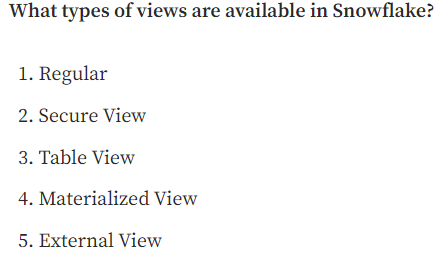 What types of views are available in Snowflake?
1. Regular
2. Secure View
3. Table View
4. Materialized View
5. External View